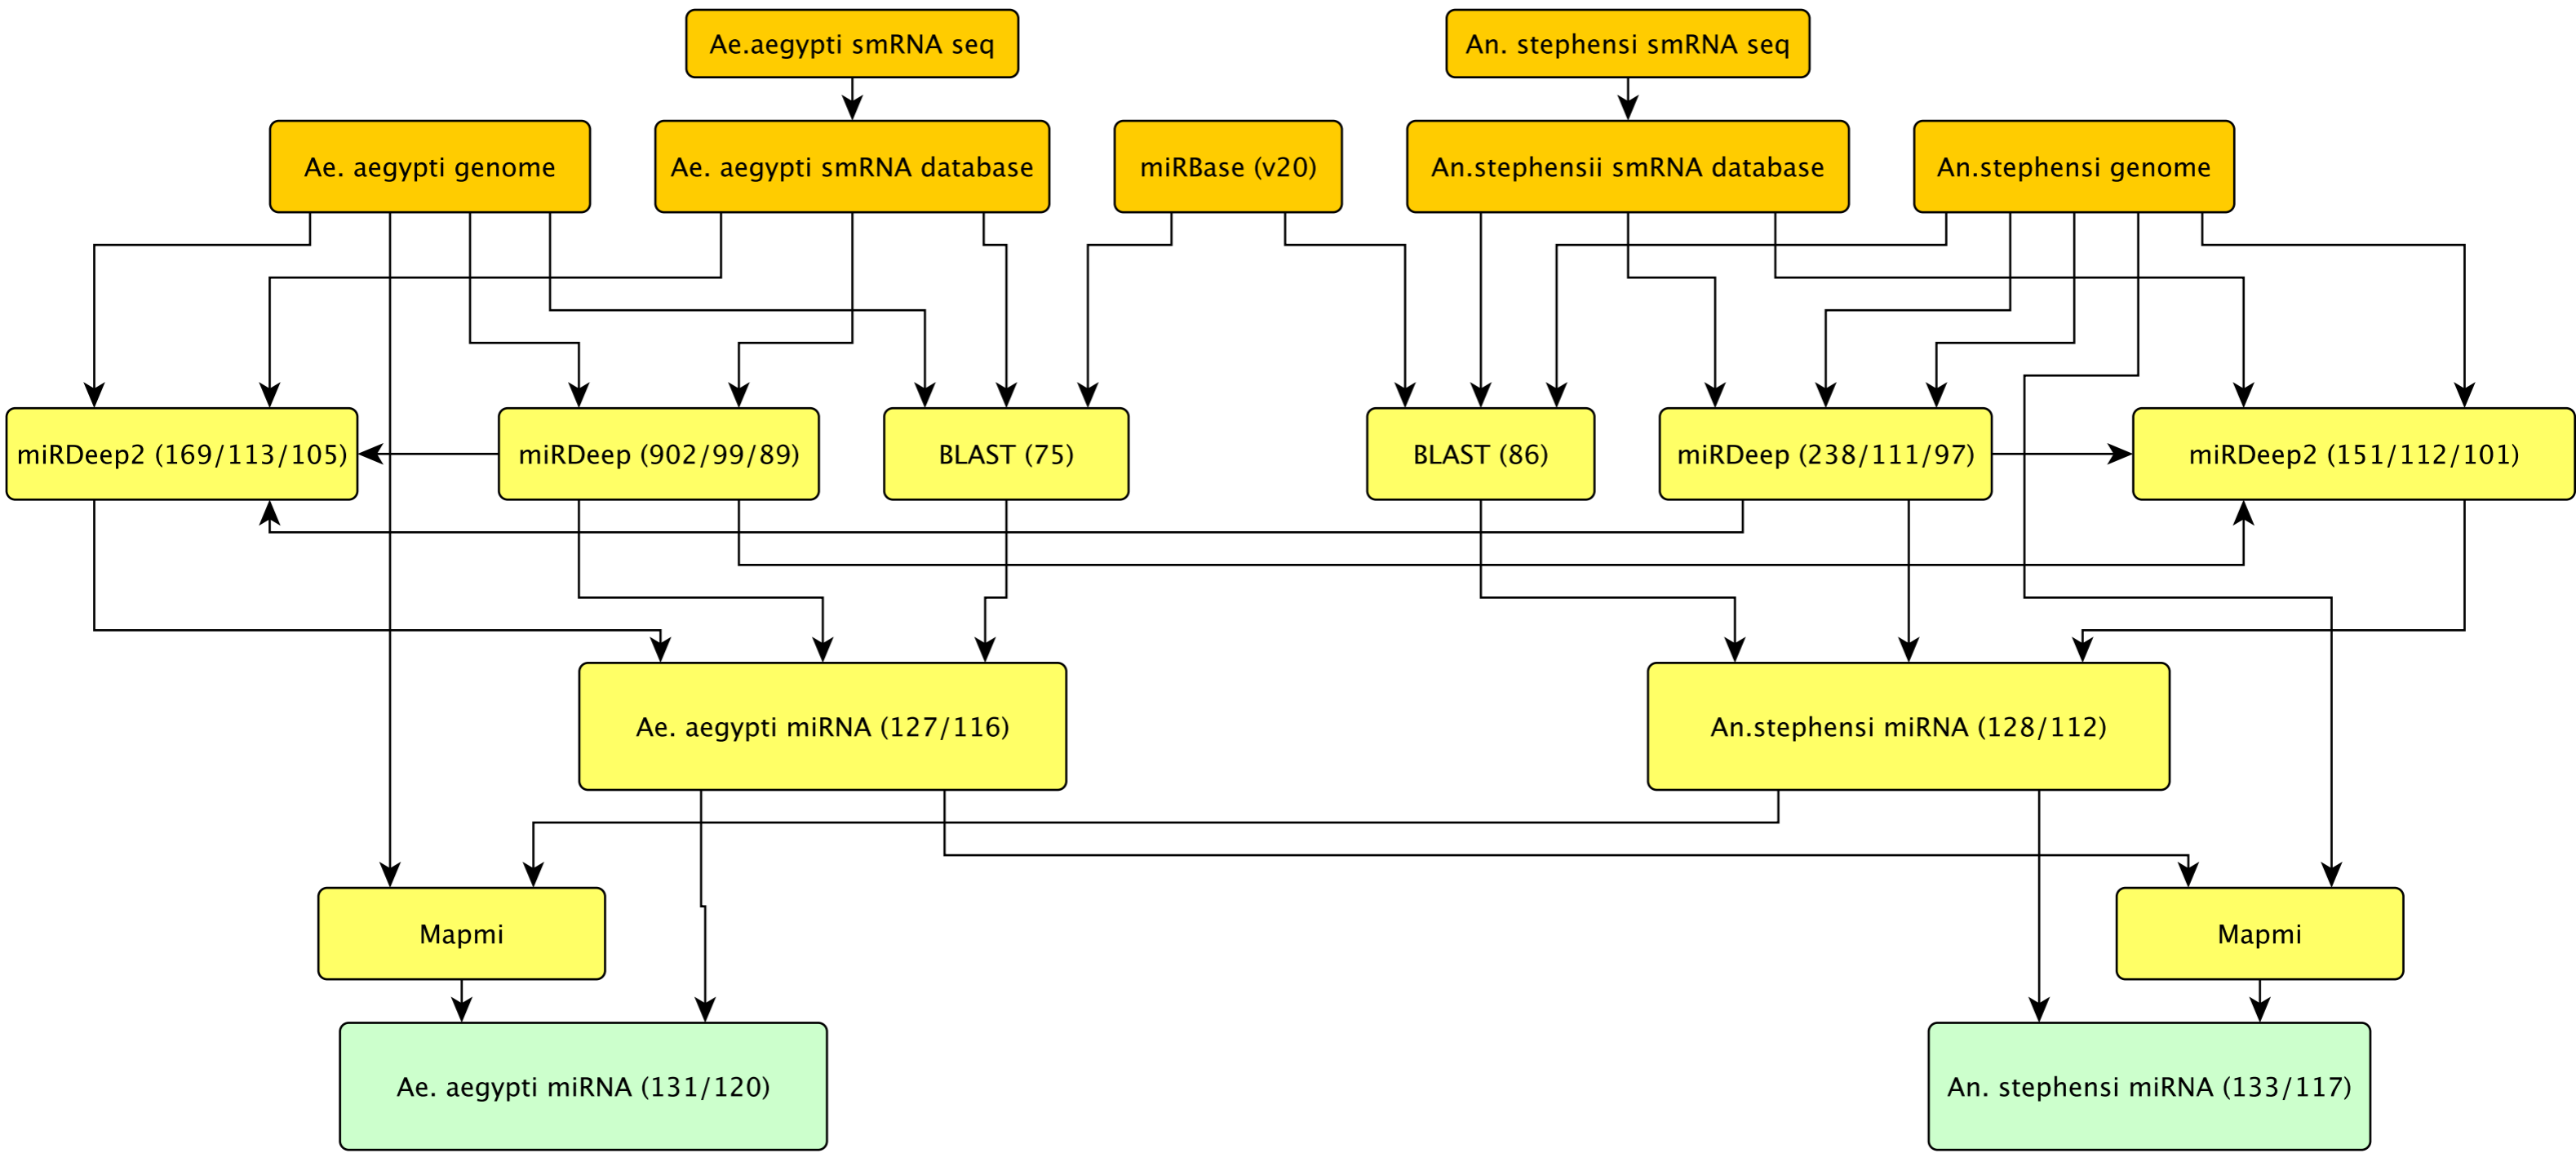 Ae.aegypti smRNA seq
An. stephensi smRNA seq
Ae. aegypti genome
Ae. aegypti smRNA database
miRBase (v20)
An.stephensii smRNA database
An.stephensi genome
miRDeep2 (169/113/105)
miRDeep (902/99/89)
BLAST (75)
BLAST (86)
miRDeep (238/111/97)
miRDeep2 (151/112/101)
Ae. aegypti miRNA (127/116)
An.stephensi miRNA (128/112)
Mapmi
Mapmi
Ae. aegypti miRNA (131/120)
An. stephensi miRNA (133/117)